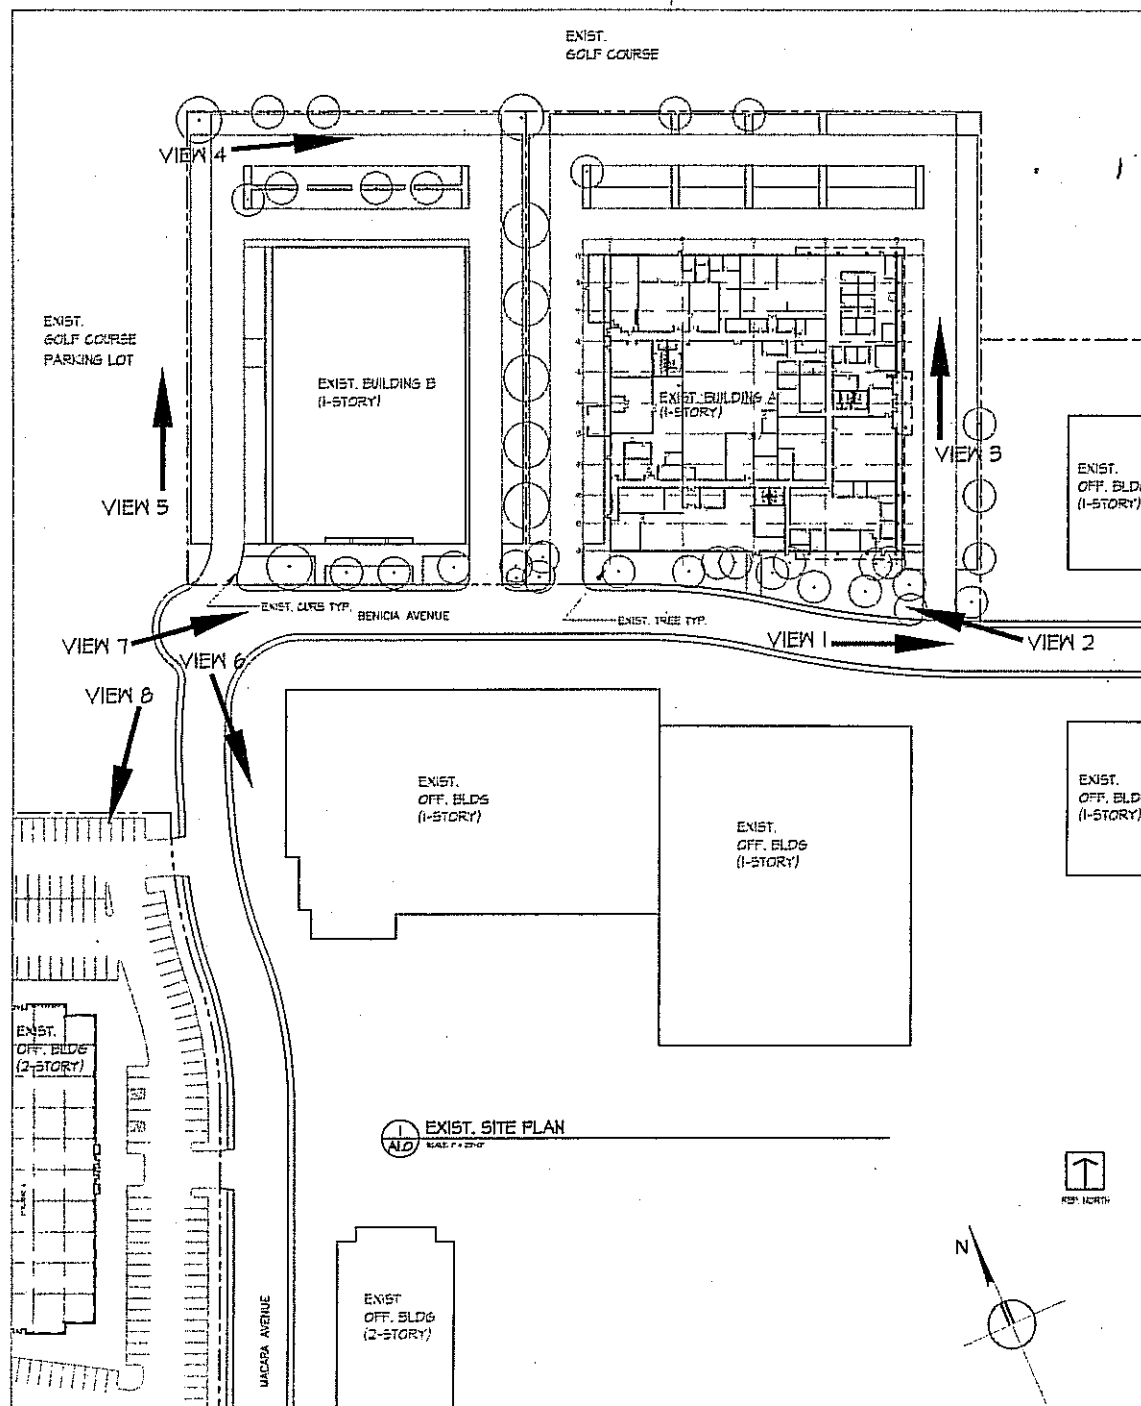 EXIST.
GOLF COURSE
VIEW 4
EXIST.
GOLF COURSE
PARKING LOT
EXIST. BUILDING B
(1-STORY)
EXIST. BUILDING A
(1-STORY)
VIEW 3
VIEW 5
EXIST.
OFF. BLDG
(1-STORY)
EXIST. CURB TYP.
BENICIA AVENUE
EXIST. TREE TYP.
VIEW 7
VIEW 6
VIEW 1
VIEW 2
VIEW 8
EXIST.
OFF. BLDG
(1-STORY)
EXIST.
OFF. BLDG
(1-STORY)
EXIST.
OFF. BLDG
(1-STORY)
EXIST.
OFF. BLDG
(2-STORY)
1
A1.0
EXIST. SITE PLAN
REF. NORTH
N
EXIST
OFF. BLDG
(2-STORY)
MACARA AVENUE